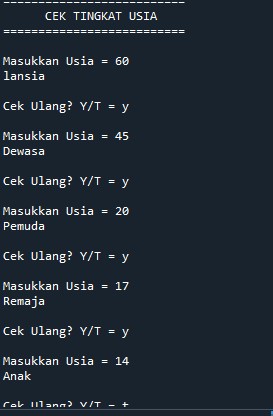 ==========================
CEK TINGKAT USIA
==========================
Masukkan Usia = 60
lansia
Cek Ulang? Y/T = y
Masukkan Usia = 45
Dewasa
Cek Ulang? Y/T = y
Masukkan Usia = 20
Pemuda
Cek Ulang? Y/T = y
Masukkan Usia = 17
Remaja
Cek Ulang? Y/T = y
Masukkan Usia = 14
Anak
Cek Ulang? Y/T = t